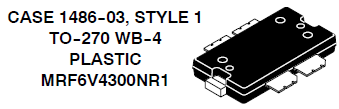 CASE 1486-03, STYLE 1
TO-270 WB-4
PLASTIC
MRF6V4300NR1